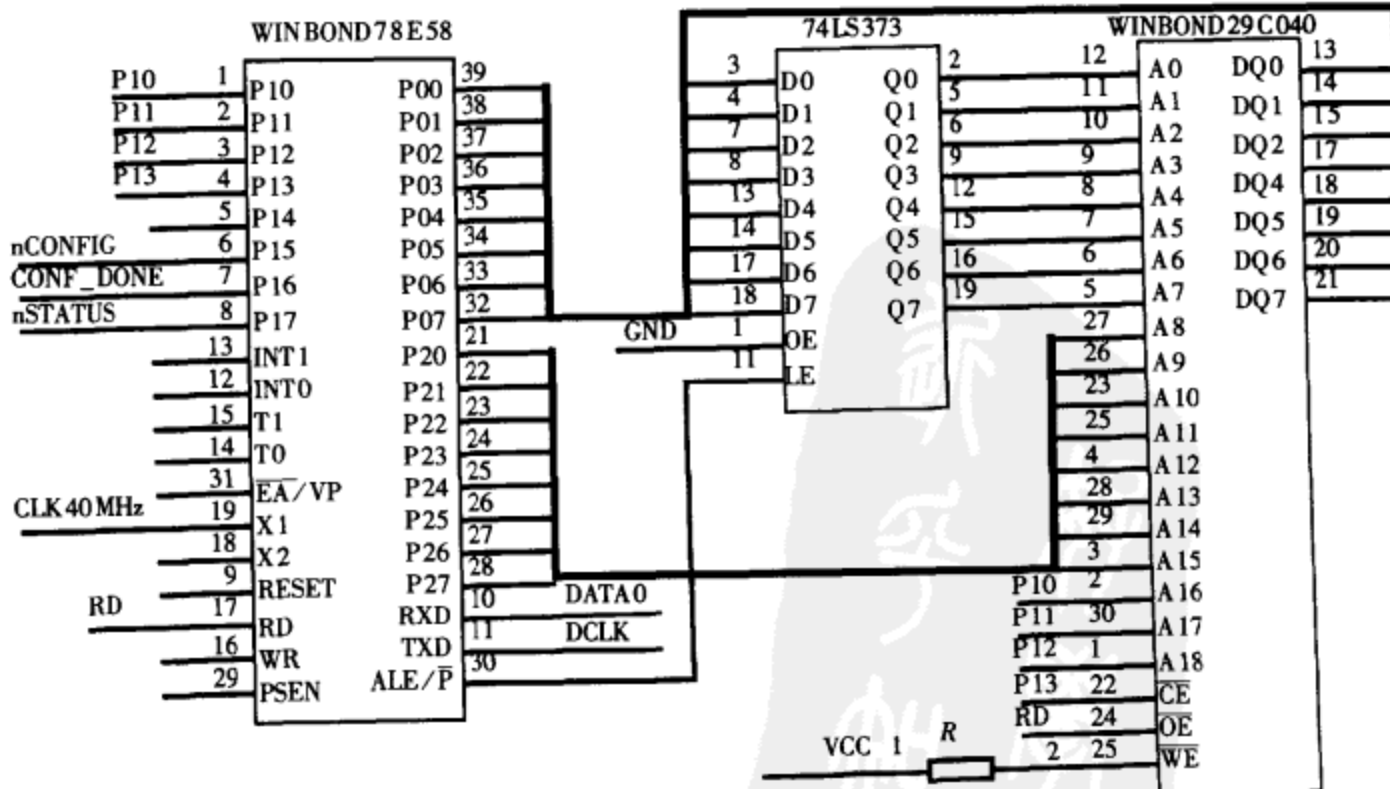 WINBOND78E58
P10 1 P10
P11 2 P11
P12 3 P12
P13 4 P13
5 P14
nCONFIG 6 P15
CONF_DONE 7 P16
nSTATUS 8 P17
13 INT1
12 INT0
15 T1
14 T0
31 EA/VP
CLK40MHz 19 X1
18 X2
9 RESET
RD 17 RD
16 WR
29 PSEN
P00 39
P01 38
P02 37
P03 36
P04 35
P05 34
P06 33
P07 32
P20 21
P21 22
P22 23
P23 24
P24 25
P25 26
P26 27
P27 28
RXD 10 DATA0
TXD 11 DCLK
ALE/P 30
74LS373
3 D0
4 D1
7 D2
8 D3
13 D4
14 D5
17 D6
18 D7
GND 1 OE
11 LE
Q0 2
Q1 5
Q2 6
Q3 9
Q4 12
Q5 15
Q6 16
Q7 19
WINBOND29C040
12 A0
11 A1
10 A2
9 A3
8 A4
7 A5
6 A6
5 A7
27 A8
26 A9
23 A10
25 A11
4 A12
28 A13
29 A14
3 A15
P10 2 A16
P11 30 A17
P12 1 A18
P13 22 CE
RD 24 OE
VCC 1 R 2 25 WE
DQ0 13
DQ1 14
DQ2 15
17
DQ4 18
DQ5 19
DQ6 20
DQ7 21